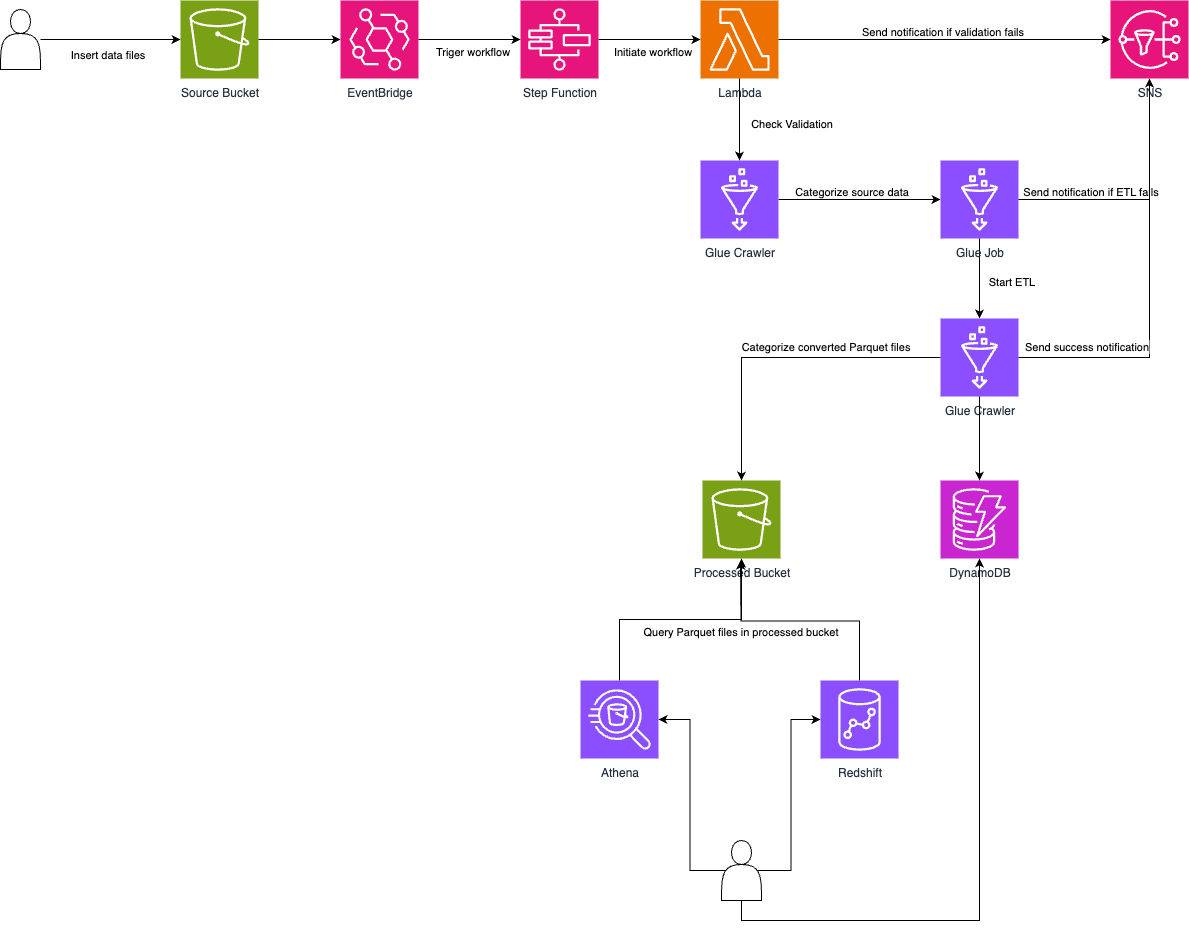 Send notification if validation fails
Insert data files
Triger workflow
Initiate workflow
Source Bucket
EventBridge
Step Function
Lambda
SNS
Check Validation
Categorize source data
Send notification if ETL fails
Glue Crawler
Glue Job
Start ETL
Categorize converted Parquet files
Send success notification
Glue Crawler
Processed Bucket
DynamoDB
Query Parquet files in processed bucket
Athena
Redshift